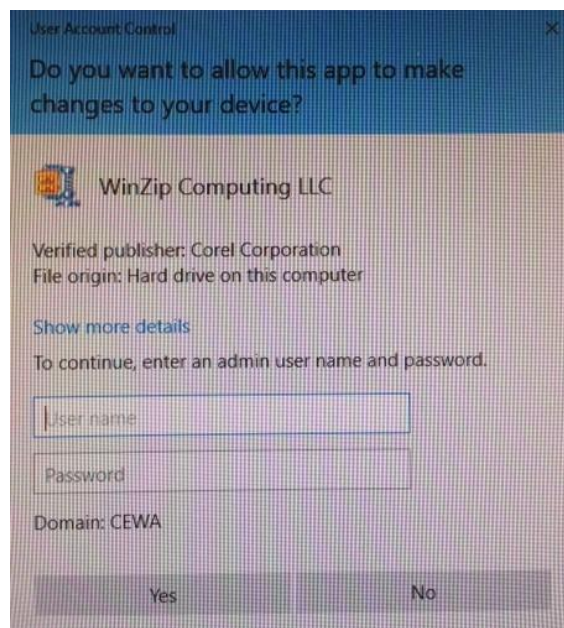 User Account Control
Do you want to allow this app to make
changes to your device?
WinZip Computing LLC
Verified publisher: Corel Corporation
File origin: Hard drive on this computer
Show more details
To continue, enter an admin user name and password.
User name
Password
Domain: CEWA
Yes No